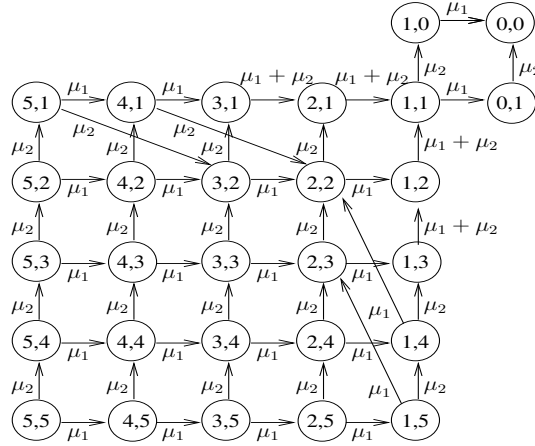 1,0 μ₁ 0,0
μ₁ μ₁ μ₁ + μ₂ μ₁ + μ₂ μ₂ μ₁ μ₂
5,1 4,1 3,1 2,1 1,1 0,1
μ₂ μ₂ μ₂ μ₂ μ₂ μ₂ μ₁ + μ₂
5,2 μ₁ 4,2 μ₁ 3,2 μ₁ 2,2 μ₁ 1,2
μ₂ μ₂ μ₂ μ₂ μ₁ + μ₂
5,3 μ₁ 4,3 μ₁ 3,3 μ₁ 2,3 μ₁ 1,3
μ₂ μ₂ μ₂ μ₂ μ₁ μ₂
5,4 μ₁ 4,4 μ₁ 3,4 μ₁ 2,4 μ₁ 1,4
μ₂ μ₂ μ₂ μ₂ μ₁ μ₂
5,5 μ₁ 4,5 μ₁ 3,5 μ₁ 2,5 μ₁ 1,5